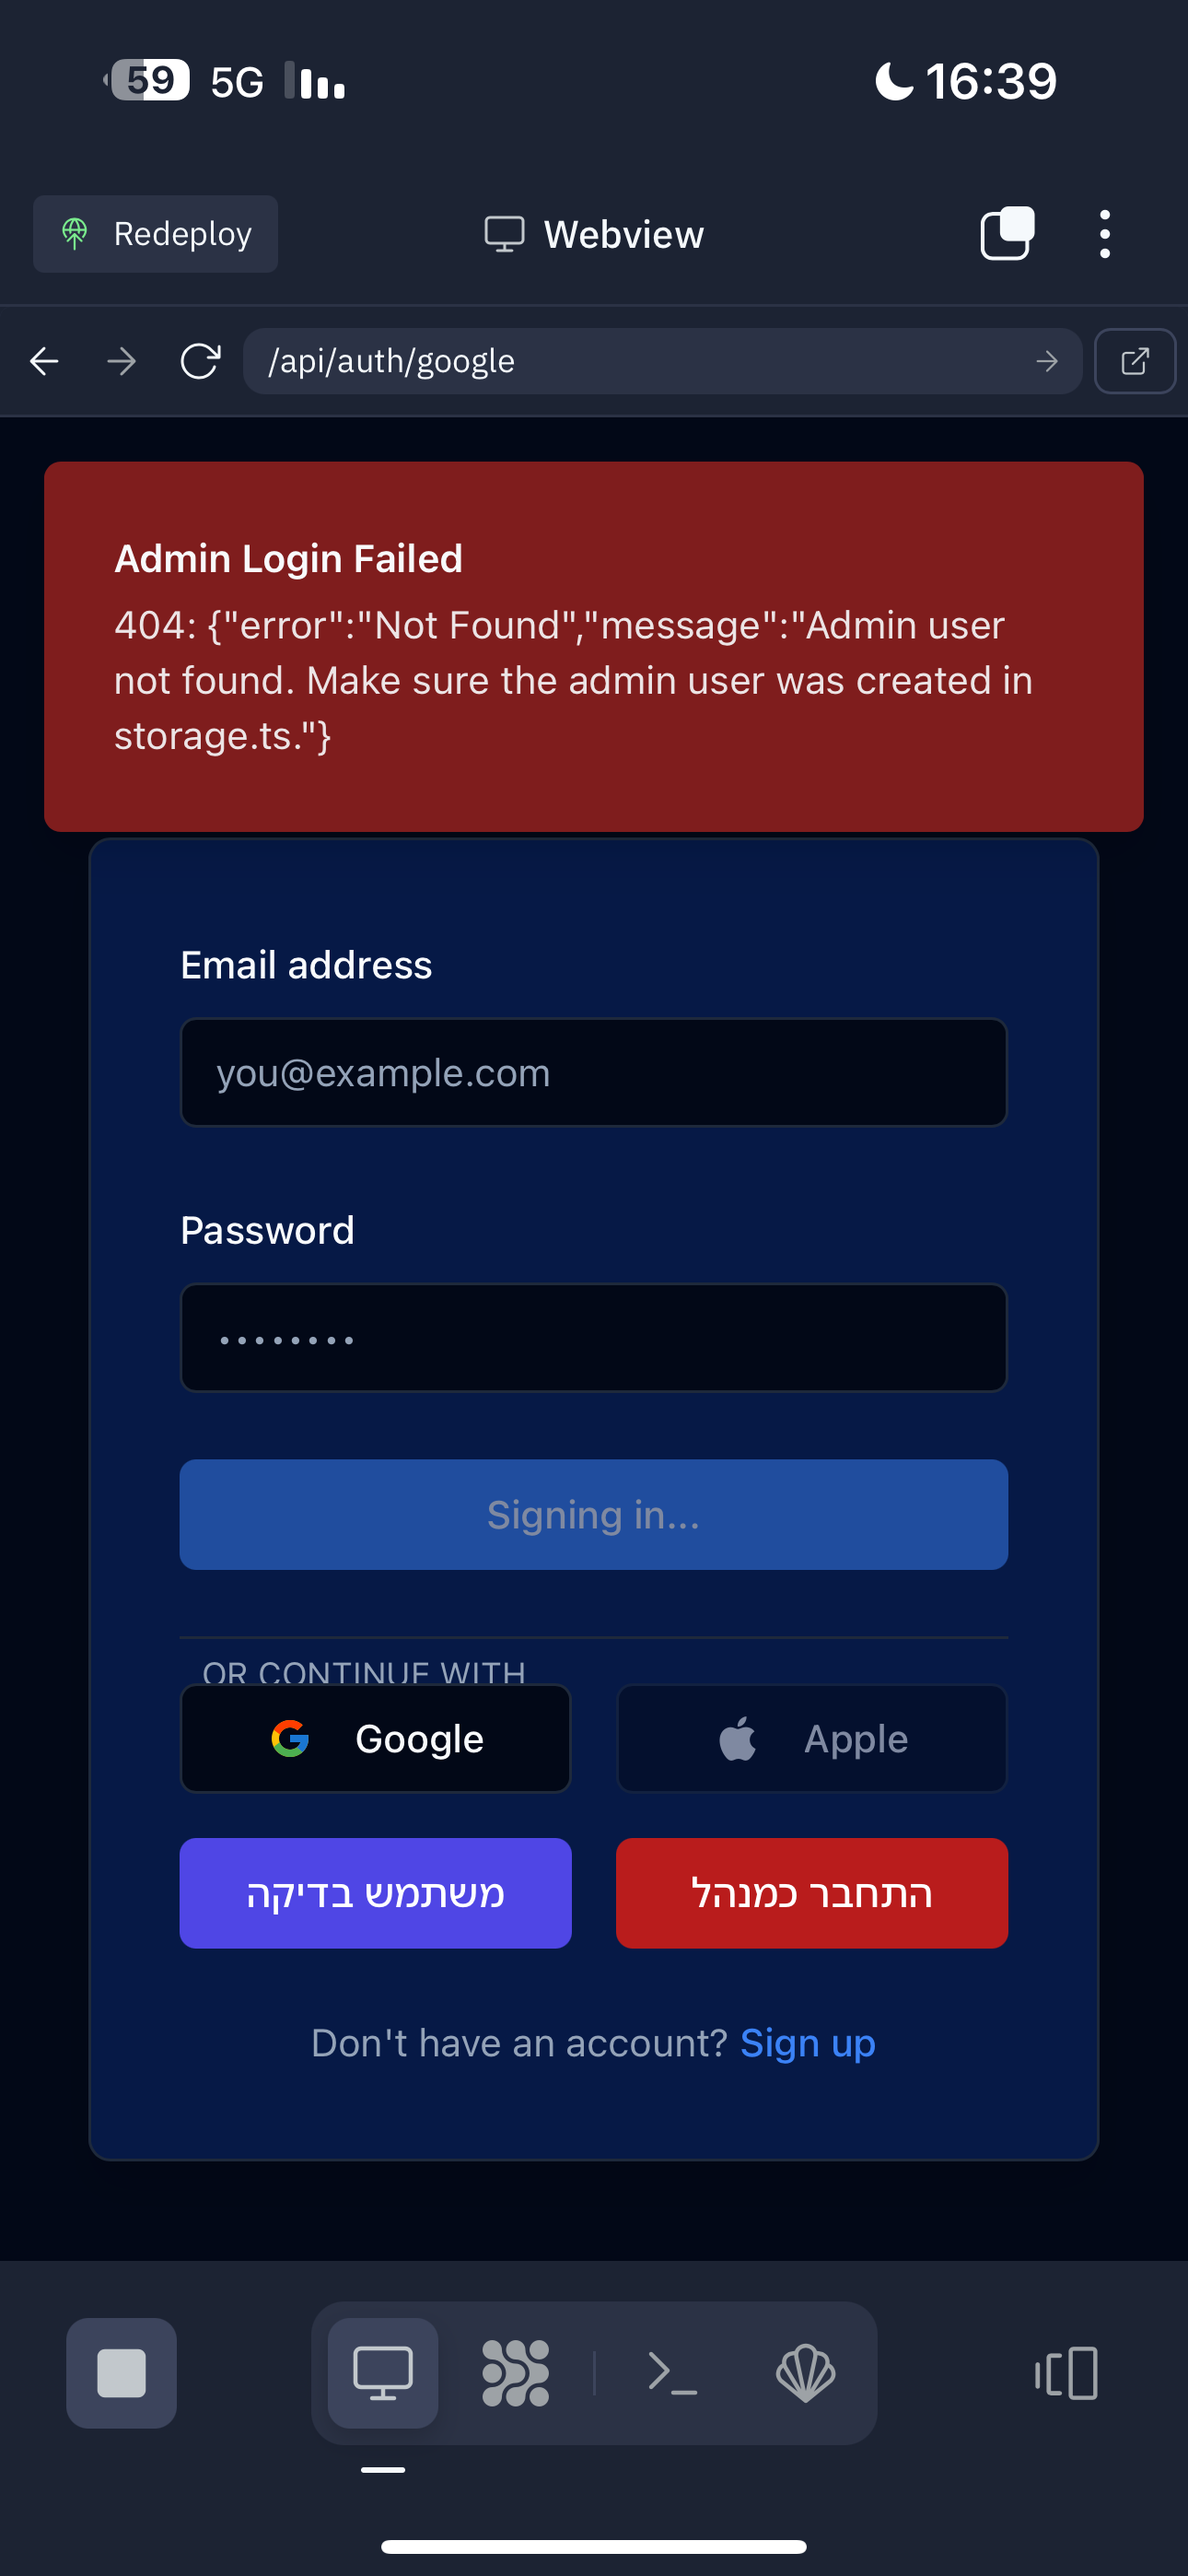 59 5G 16:39
Redeploy Webview
/api/auth/google
Admin Login Failed
404: {"error":"Not Found","message":"Admin user
not found. Make sure the admin user was created in
storage.ts."}
Email address
you@example.com
Password
Signing in...
OR CONTINUE WITH
Google Apple
משתמש בדיקה התחבר כמנהל
Don't have an account? Sign up